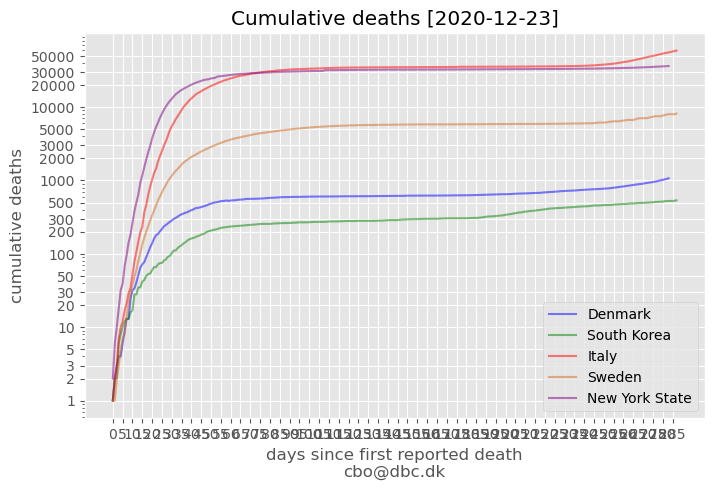 Cumulative deaths [2020-12-23]
cumulative deaths
50000
30000
20000
10000
5000
3000
2000
1000
500
300
200
100
50
30
20
10
5
3
2
1
Denmark
South Korea
Italy
Sweden
New York State
days since first reported death
cbo@dbc.dk